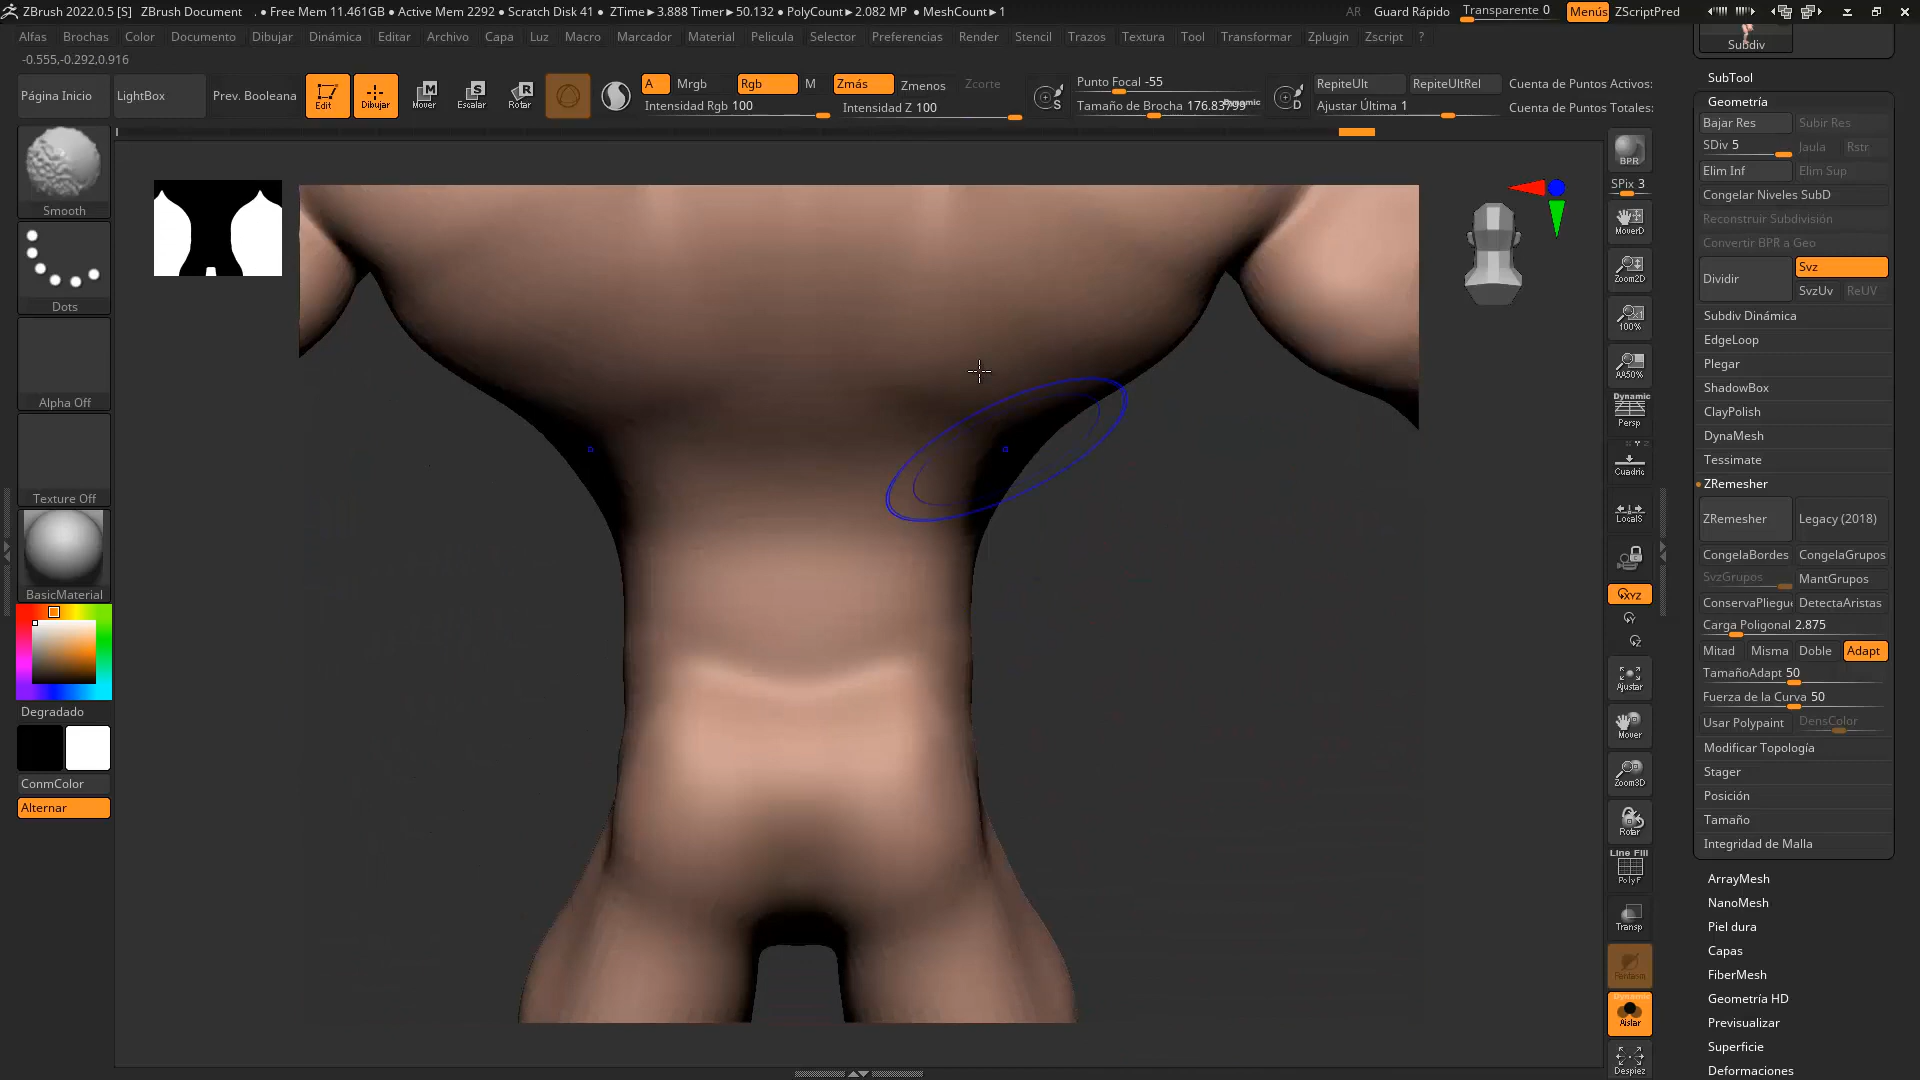 ZBrush 2022.0.5 [S] ZBrush Document . ● Free Mem 11.461GB ● Active Mem 2292 ● Scratch Disk 41 ● ZTime►3.888 Timer►50.132 ● PolyCount►2.082 MP ● MeshCount►1 AR Guard Rápido Transparente 0 Menús ZScriptPred
Alfas Brochas Color Documento Dibujar Dinámica Editar Archivo Capa Luz Macro Marcador Material Pelicula Selector Preferencias Render Stencil Trazos Textura Tool Transformar Zplugin Zscript ?
-0.555,-0.292,0.916
Página Inicio LightBox Prev. Booleana Edit Dibujar Mover Escalar Rotar
A Mrgb Rgb M Zmás Zmenos Zcorte
Intensidad Rgb 100 Intensidad Z 100
Punto Focal -55 RepiteUlt RepiteUltRel Cuenta de Puntos Activos:
Tamaño de Brocha 176.83799 Dynamic Ajustar Última 1 Cuenta de Puntos Totales:
Smooth
Dots
Alpha Off
Texture Off
BasicMaterial
Degradado
ConmColor
Alternar
BPR
SPix 3
MoverD
Zoom2D
100%
AA50%
Dynamic
Persp
Cuadric
LocalS
XYZ
Ajustar
Mover
Zoom3D
Rotar
Line Fill
PolyF
Transp
Fantasma
Dynamic
Aislar
Despiez
Subdiv
SubTool
Geometría
Bajar Res Subir Res
SDiv 5 Jaula Rstr
Elim Inf Elim Sup
Congelar Niveles SubD
Reconstruir Subdivisión
Convertir BPR a Geo
Dividir Svz
SvzUv ReUV
Subdiv Dinámica
EdgeLoop
Plegar
ShadowBox
ClayPolish
DynaMesh
Tessimate
ZRemesher
ZRemesher Legacy (2018)
CongelaBordes CongelaGrupos
SvzGrupos MantGrupos
ConservaPliegue DetectaAristas
Carga Poligonal 2.875
Mitad Misma Doble Adapt
TamañoAdapt 50
Fuerza de la Curva 50
Usar Polypaint DensColor
Modificar Topología
Stager
Posición
Tamaño
Integridad de Malla
ArrayMesh
NanoMesh
Piel dura
Capas
FiberMesh
Geometría HD
Previsualizar
Superficie
Deformaciones